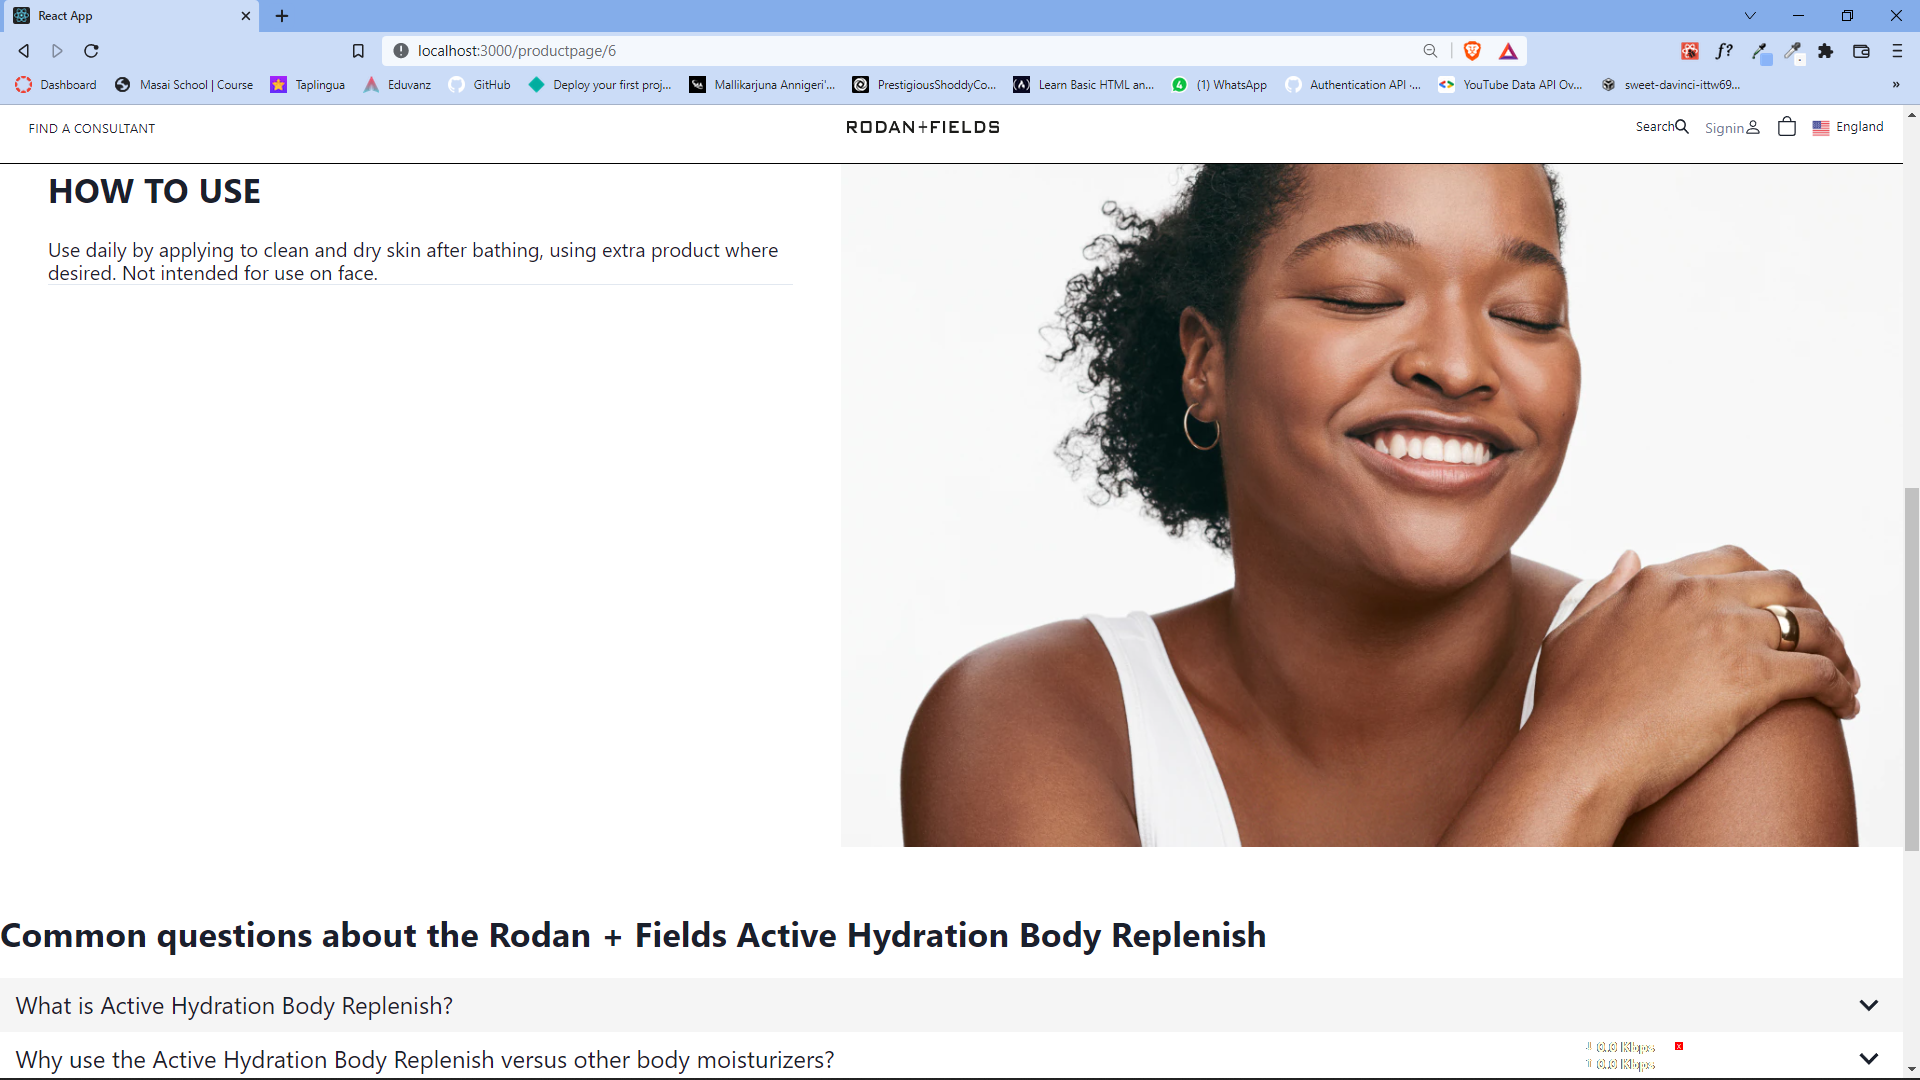 React App
localhost:3000/productpage/6
Dashboard
Masai School | Course
Taplingua
Eduvanz
GitHub
Deploy your first proj...
Mallikarjuna Annigeri'...
PrestigiousShoddyCo...
Learn Basic HTML an...
(1) WhatsApp
Authentication API ·...
YouTube Data API Ov...
sweet-davinci-ittw69...
»
FIND A CONSULTANT
RODAN+FIELDS
Search
Signin
England
HOW TO USE
Use daily by applying to clean and dry skin after bathing, using extra product where
desired. Not intended for use on face.
Common questions about the Rodan + Fields Active Hydration Body Replenish
What is Active Hydration Body Replenish?
Why use the Active Hydration Body Replenish versus other body moisturizers?
↓ 0.0 Kbps
↑ 0.0 Kbps